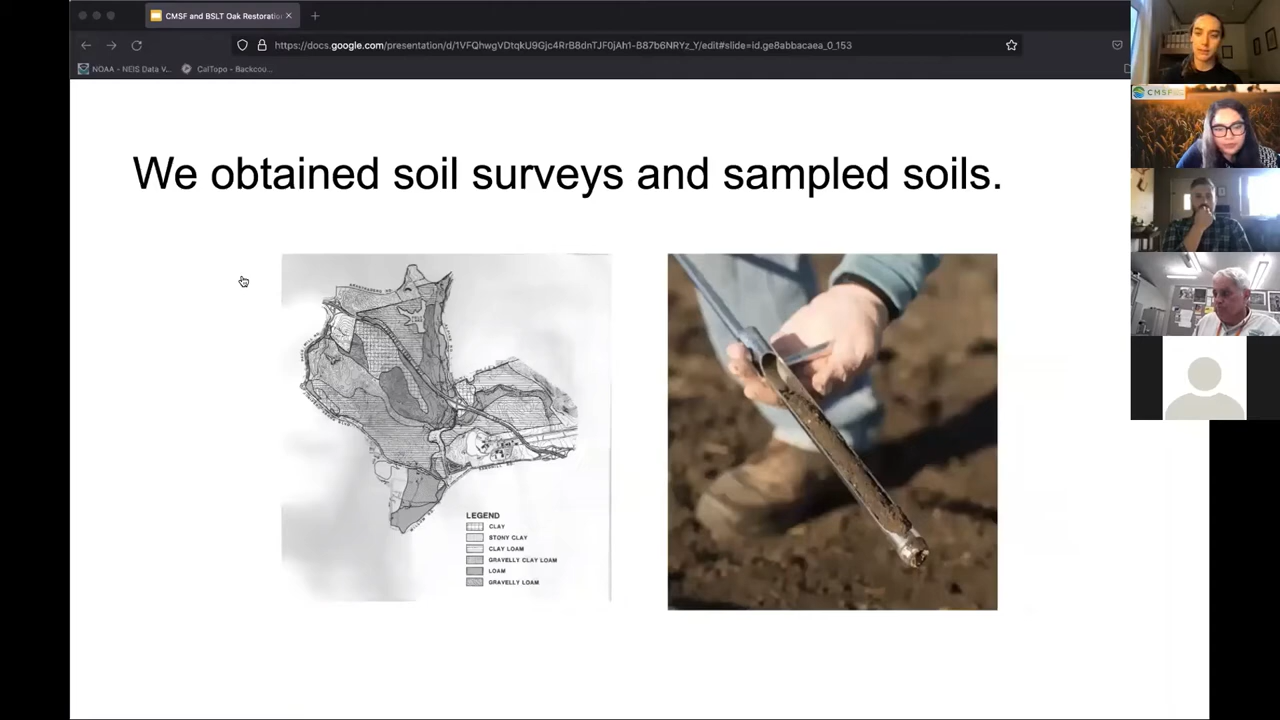 CMSF and BSLT Oak Restoratio
https://docs.google.com/presentation/d/1VFQhwgVDtqkU9Gjc4RrB8dnTJF0jAh1-B87b6NRYz_Y/edit#slide=id.ge8abbacaea_0_153
NOAA - NEIS Data V...
CalTopo - Backcou...
CMSF
We obtained soil surveys and sampled soils.
LEGEND
CLAY
STONY CLAY
CLAY LOAM
GRAVELLY CLAY LOAM
LOAM
GRAVELLY LOAM